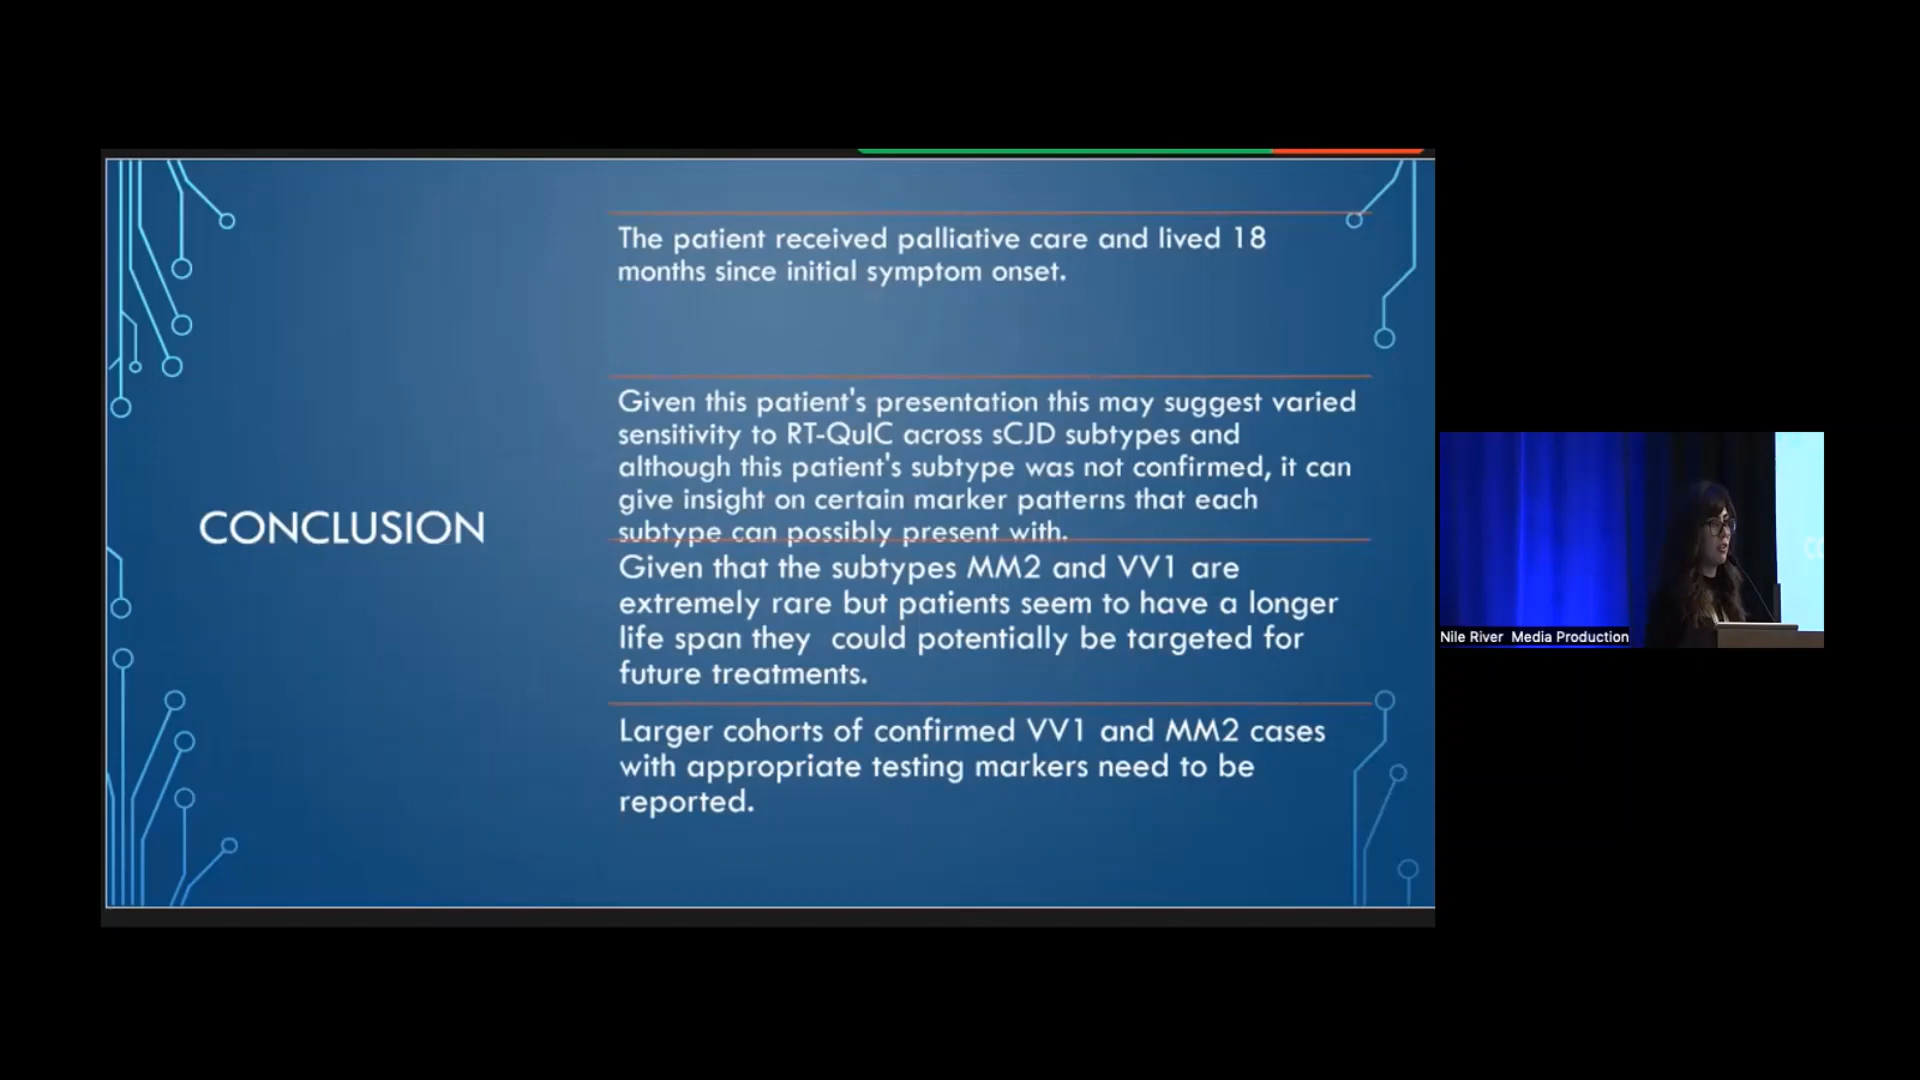 The patient received palliative care and lived 18
months since initial symptom onset.
Given this patient's presentation this may suggest varied
sensitivity to RT-QuIC across sCJD subtypes and
although this patient's subtype was not confirmed, it can
give insight on certain marker patterns that each
subtype can possibly present with.
CONCLUSION
Given that the subtypes MM2 and VV1 are
extremely rare but patients seem to have a longer
life span they  could potentially be targeted for
future treatments.
Larger cohorts of confirmed VV1 and MM2 cases
with appropriate testing markers need to be
reported.
Nile River Media Production